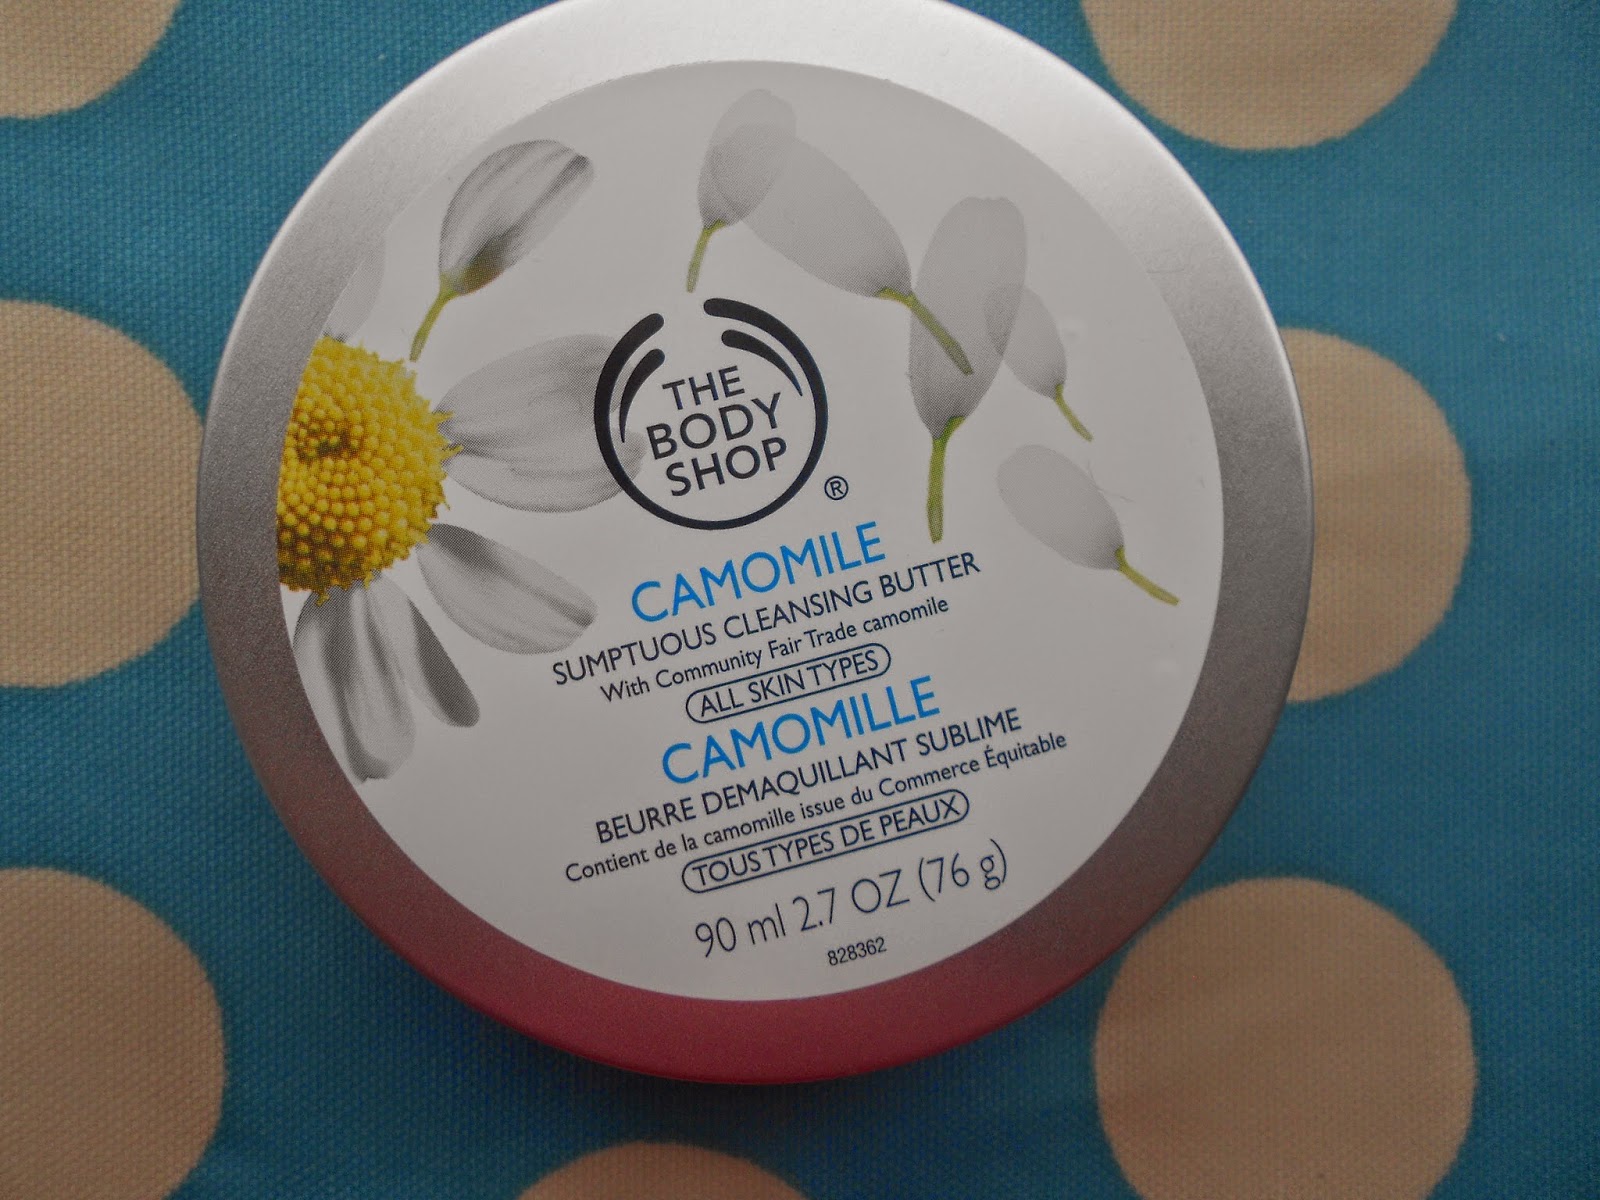 THE
BODY
SHOP
®
CAMOMILE
SUMPTUOUS CLEANSING BUTTER
With Community Fair Trade camomile
ALL SKIN TYPES
CAMOMILLE
BEURRE DEMAQUILLANT SUBLIME
Contient de la camomille issue du Commerce Équitable
TOUS TYPES DE PEAUX
90 ml 2.7 OZ (76 g)
828362